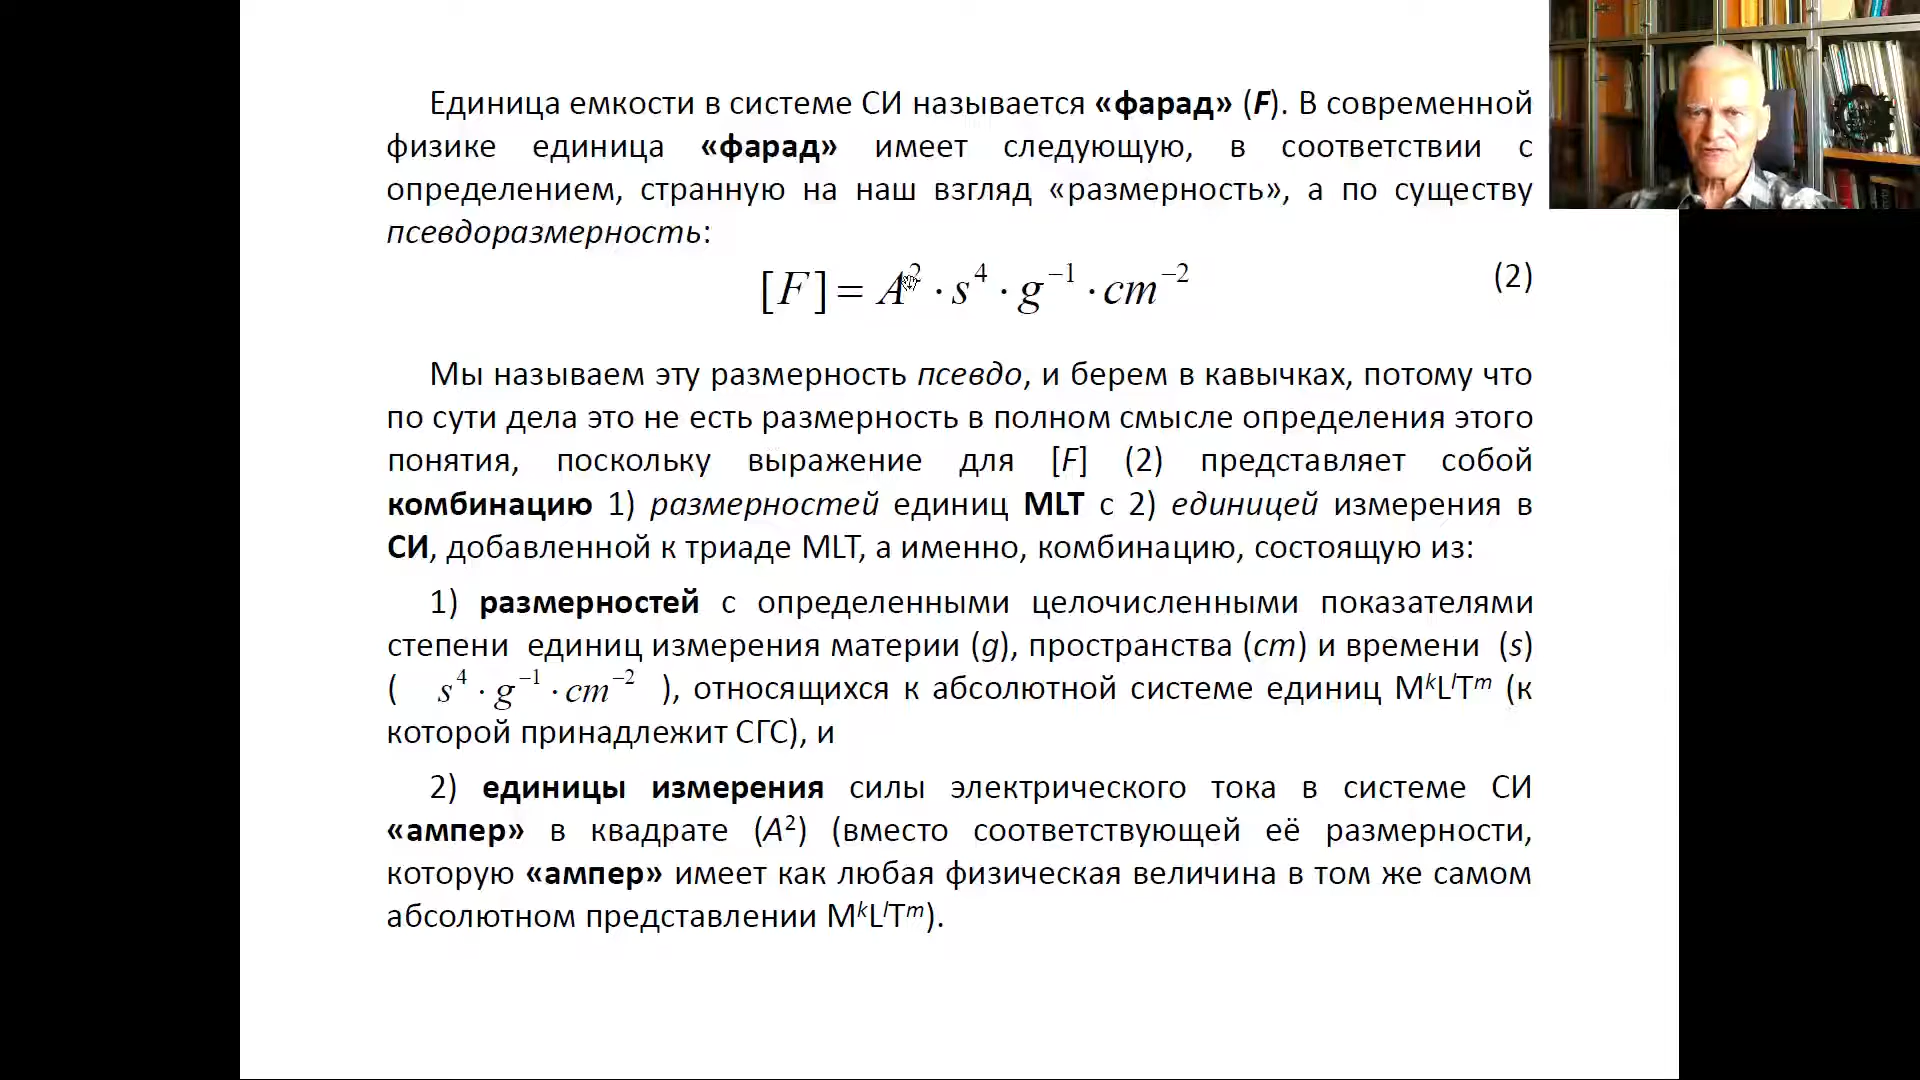 Единица емкости в системе СИ называется «фарад» (F). В современной
физике единица «фарад» имеет следующую, в соответствии с
определением, странную на наш взгляд «размерность», а по существу
псевдоразмерность:
[F] = A² · s⁴ · g⁻¹ · cm⁻² (2)
Мы называем эту размерность псевдо, и берем в кавычках, потому что
по сути дела это не есть размерность в полном смысле определения этого
понятия, поскольку выражение для [F] (2) представляет собой
комбинацию 1) размерностей единиц MLT с 2) единицей измерения в
СИ, добавленной к триаде MLT, а именно, комбинацию, состоящую из:
1) размерностей с определенными целочисленными показателями
степени единиц измерения материи (g), пространства (cm) и времени (s)
( s⁴ · g⁻¹ · cm⁻² ), относящихся к абсолютной системе единиц MᵏLˡTᵐ (к
которой принадлежит СГС), и
2) единицы измерения силы электрического тока в системе СИ
«ампер» в квадрате (A²) (вместо соответствующей её размерности,
которую «ампер» имеет как любая физическая величина в том же самом
абсолютном представлении MᵏLˡTᵐ).